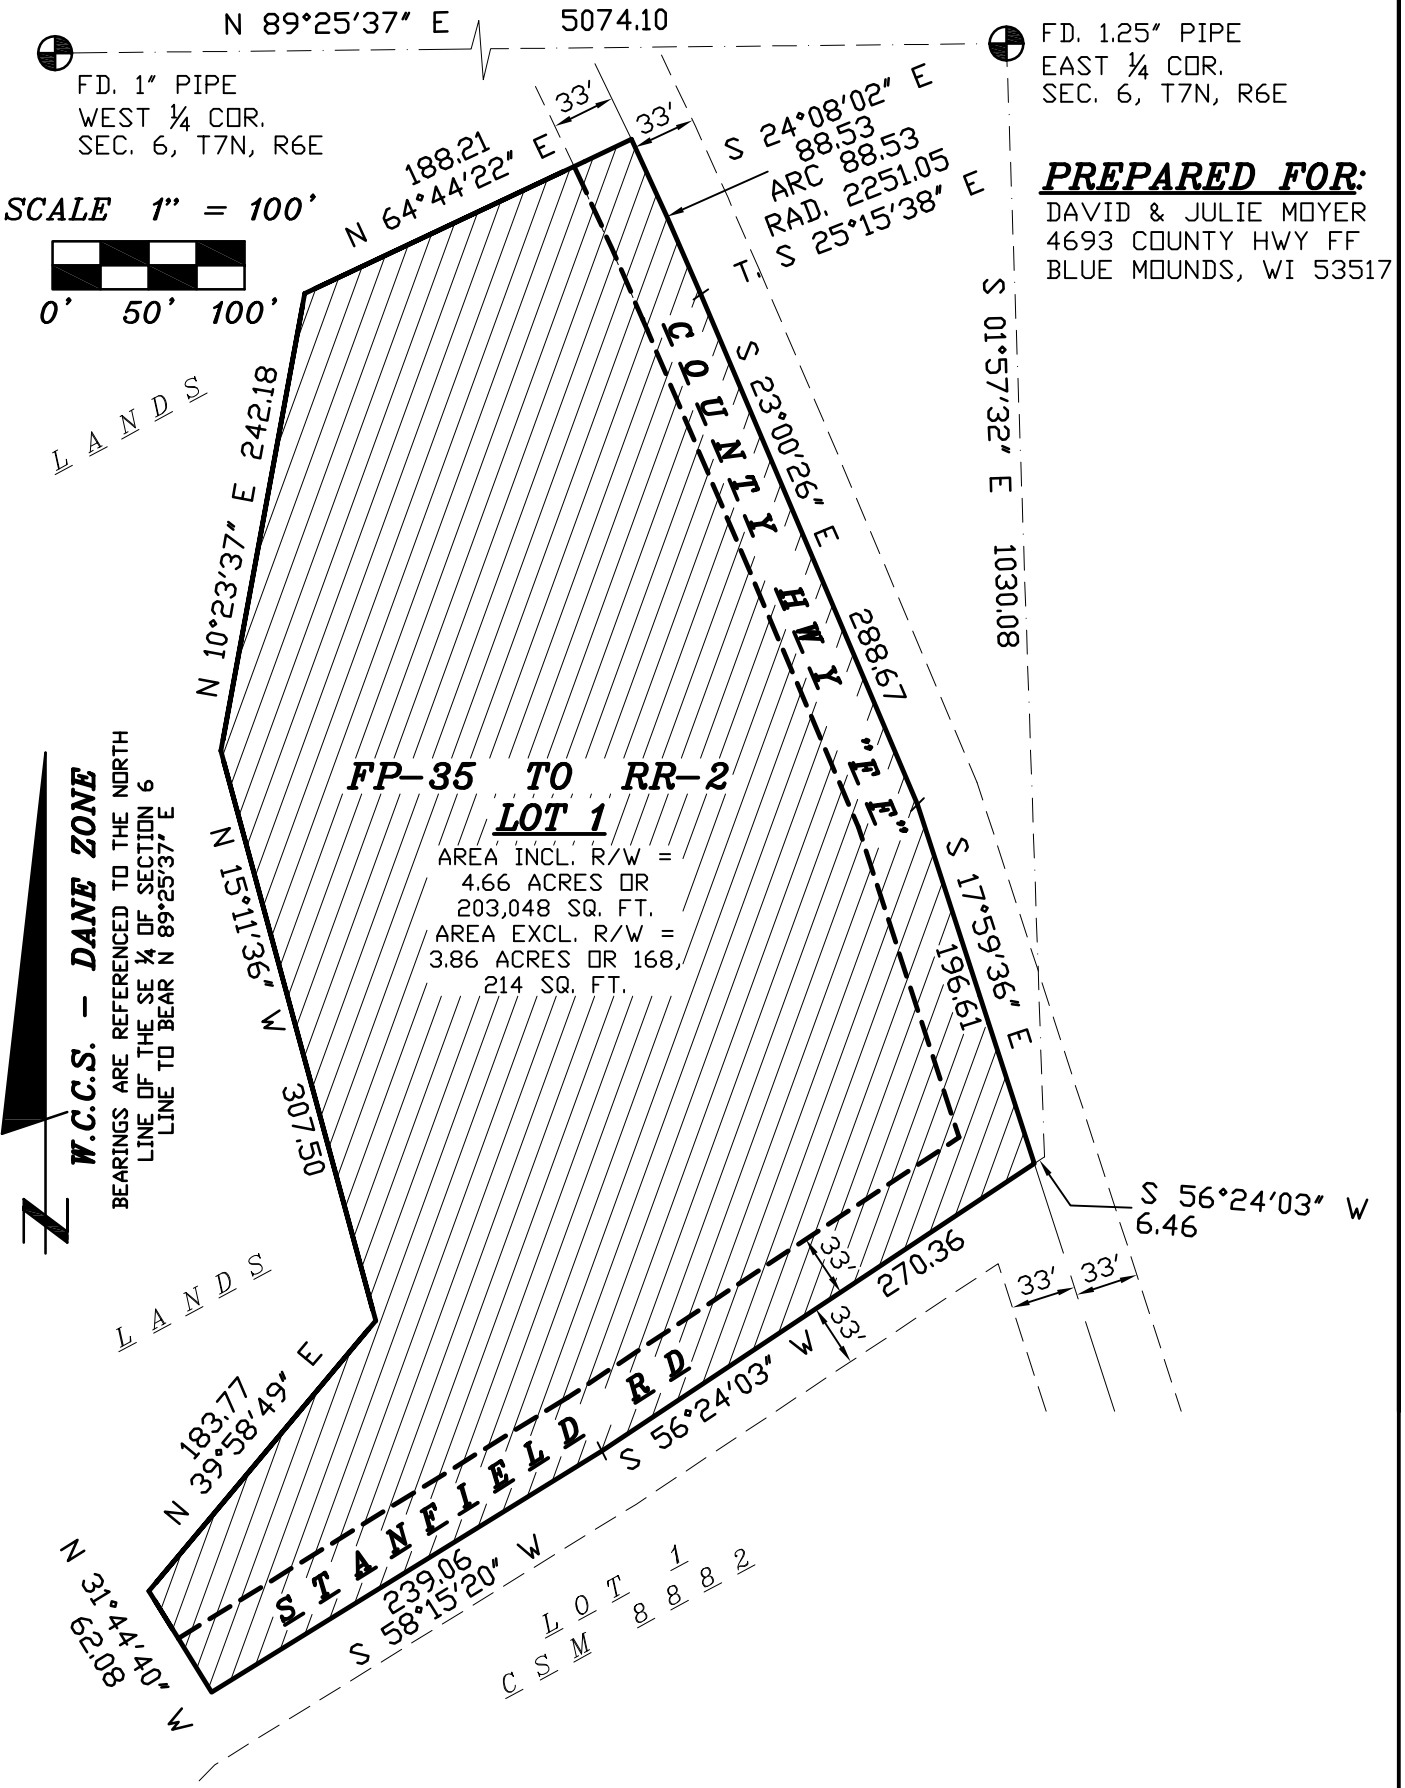 N 89°25'37" E 5074.10
FD. 1" PIPE
WEST ¼ COR.
SEC. 6, T7N, R6E
FD. 1.25" PIPE
EAST ¼ COR.
SEC. 6, T7N, R6E
SCALE 1" = 100'
0' 50' 100'
PREPARED FOR:
DAVID & JULIE MOYER
4693 COUNTY HWY FF
BLUE MOUNDS, WI 53517
33'
33'
188.21
N 64°44'22" E
S 24°08'02" E
88.53
ARC 88.53
RAD. 2251.05
T. S 25°15'38" E
S 01°57'32" E 1030.08
LANDS
N 10°23'37" E 242.18
S 23°00'26" E 288.67
COUNTY HWY "FF"
FP-35 TO RR-2
LOT 1
AREA INCL. R/W =
4.66 ACRES OR
203,048 SQ. FT.
AREA EXCL. R/W =
3.86 ACRES OR 168,
214 SQ. FT.
W.C.C.S. - DANE ZONE
BEARINGS ARE REFERENCED TO THE NORTH
LINE OF THE SE ¼ OF SECTION 6
LINE TO BEAR N 89°25'37" E
N
N 15°11'36" W 307.50
S 17°59'36" E
196.61
S 56°24'03" W
6.46
33'
33'
33'
33'
270.36
S 56°24'03" W
LANDS
183.77
N 39°58'49" E
STANFIELD RD
239.06
S 58°15'20" W
N 31°44'40" W
62.08
LOT 1
CSM 8882